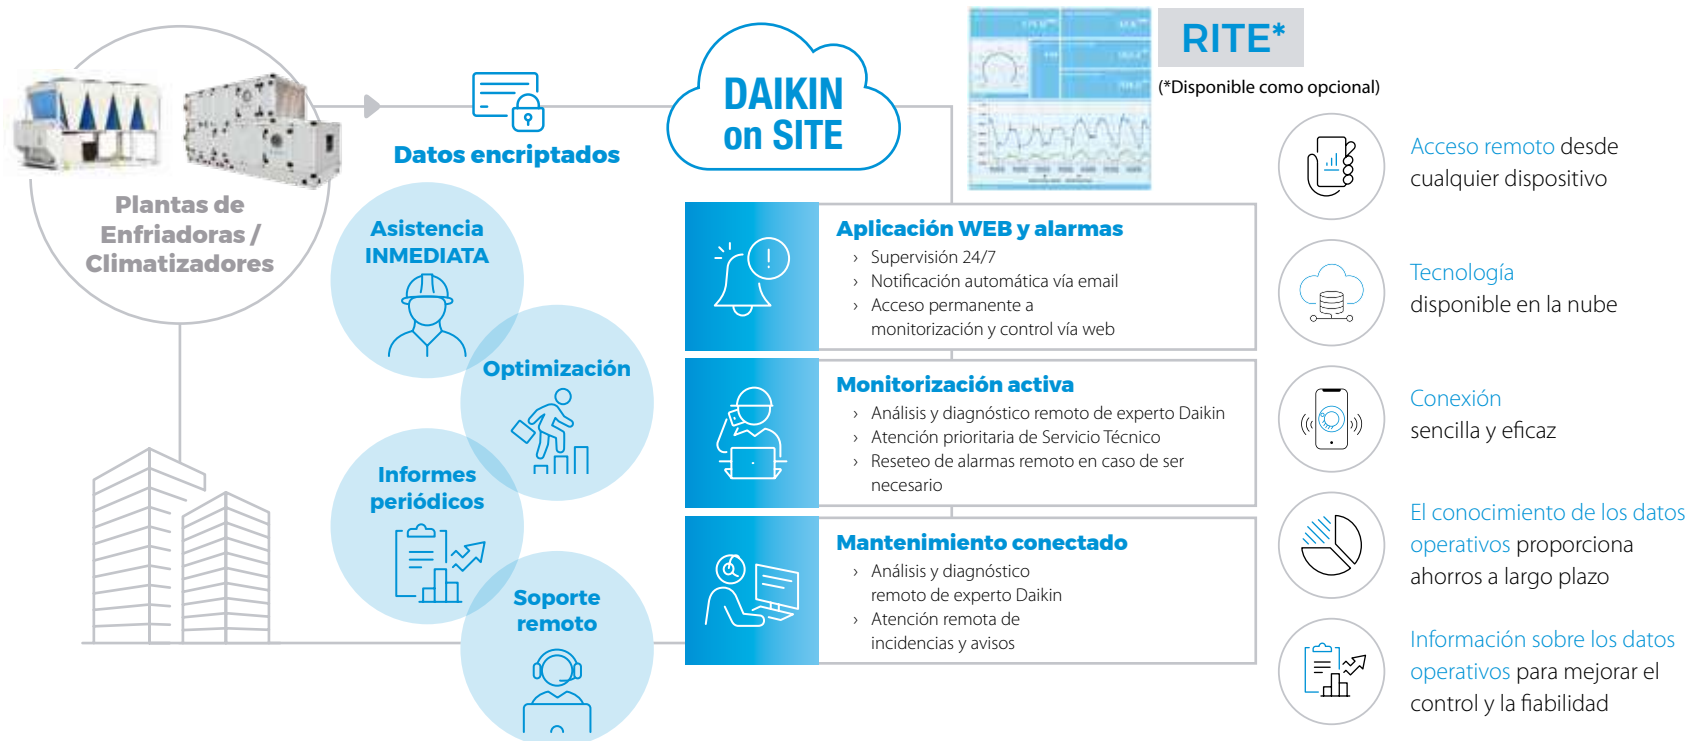 Plantas de
Enfriadoras /
Climatizadores
Datos encriptados
DAIKIN
on SITE
RITE*
(*Disponible como opcional)
Asistencia
INMEDIATA
Optimización
Informes
periódicos
Soporte
remoto
Aplicación WEB y alarmas
› Supervisión 24/7
› Notificación automática vía email
› Acceso permanente a
monitorización y control vía web
Monitorización activa
› Análisis y diagnóstico remoto de experto Daikin
› Atención prioritaria de Servicio Técnico
› Reseteo de alarmas remoto en caso de ser
necesario
Mantenimiento conectado
› Análisis y diagnóstico
remoto de experto Daikin
› Atención remota de
incidencias y avisos
Acceso remoto desde
cualquier dispositivo
Tecnología
disponible en la nube
Conexión
sencilla y eficaz
El conocimiento de los datos
operativos proporciona
ahorros a largo plazo
Información sobre los datos
operativos para mejorar el
control y la fiabilidad